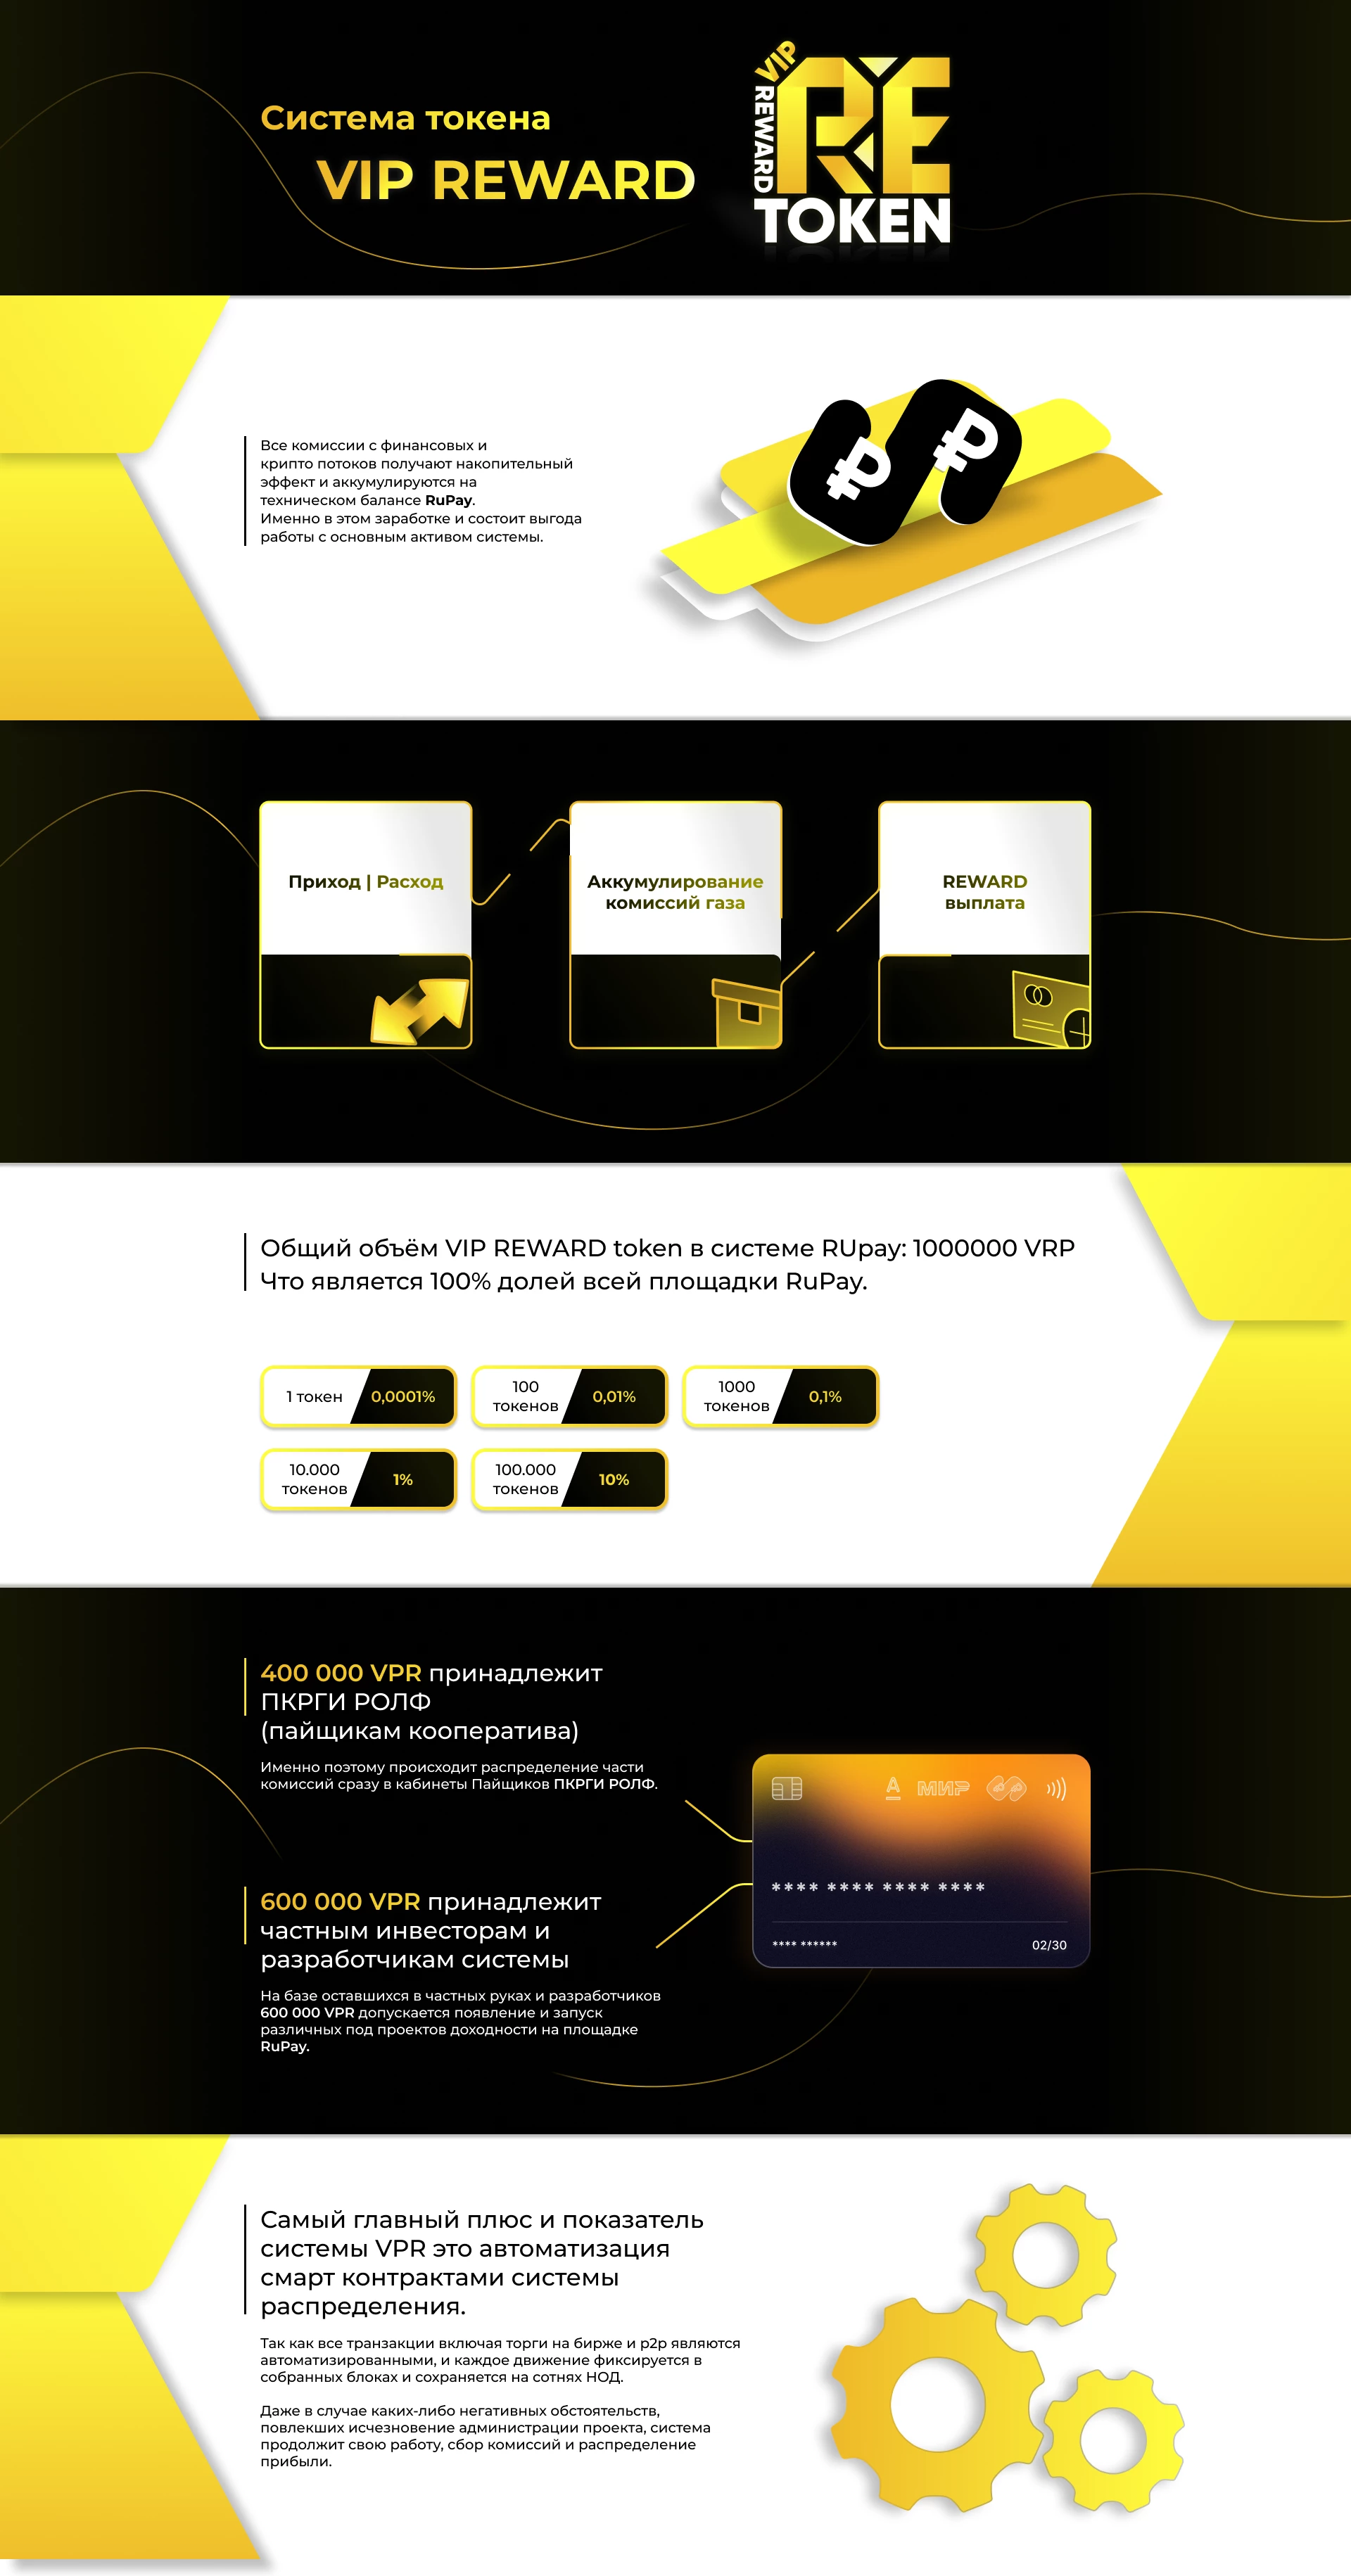 Система токена
VIP REWARD
VIP
REWARD
RE
TOKEN
Все комиссии с финансовых и
крипто потоков получают накопительный
эффект и аккумулируются на
техническом балансе RuPay.
Именно в этом заработке и состоит выгода
работы с основным активом системы.
Приход | Расход
Аккумулирование
комиссий газа
REWARD
выплата
Общий объём VIP REWARD token в системе RUpay: 1000000 VRP
Что является 100% долей всей площадки RuPay.
1 токен
0,0001%
100
токенов
0,01%
1000
токенов
0,1%
10.000
токенов
1%
100.000
токенов
10%
400 000 VPR принадлежит
ПКРГИ РОЛФ
(пайщикам кооператива)
Именно поэтому происходит распределение части
комиссий сразу в кабинеты Пайщиков ПКРГИ РОЛФ.
А МИР
**** **** **** ****
**** ******
02/30
600 000 VPR принадлежит
частным инвесторам и
разработчикам системы
На базе оставшихся в частных руках и разработчиков
600 000 VPR допускается появление и запуск
различных под проектов доходности на площадке
RuPay.
Самый главный плюс и показатель
системы VPR это автоматизация
смарт контрактами системы
распределения.
Так как все транзакции включая торги на бирже и p2p являются
автоматизированными, и каждое движение фиксируется в
собранных блоках и сохраняется на сотнях НОД.
Даже в случае каких-либо негативных обстоятельств,
повлекших исчезновение администрации проекта, система
продолжит свою работу, сбор комиссий и распределение
прибыли.